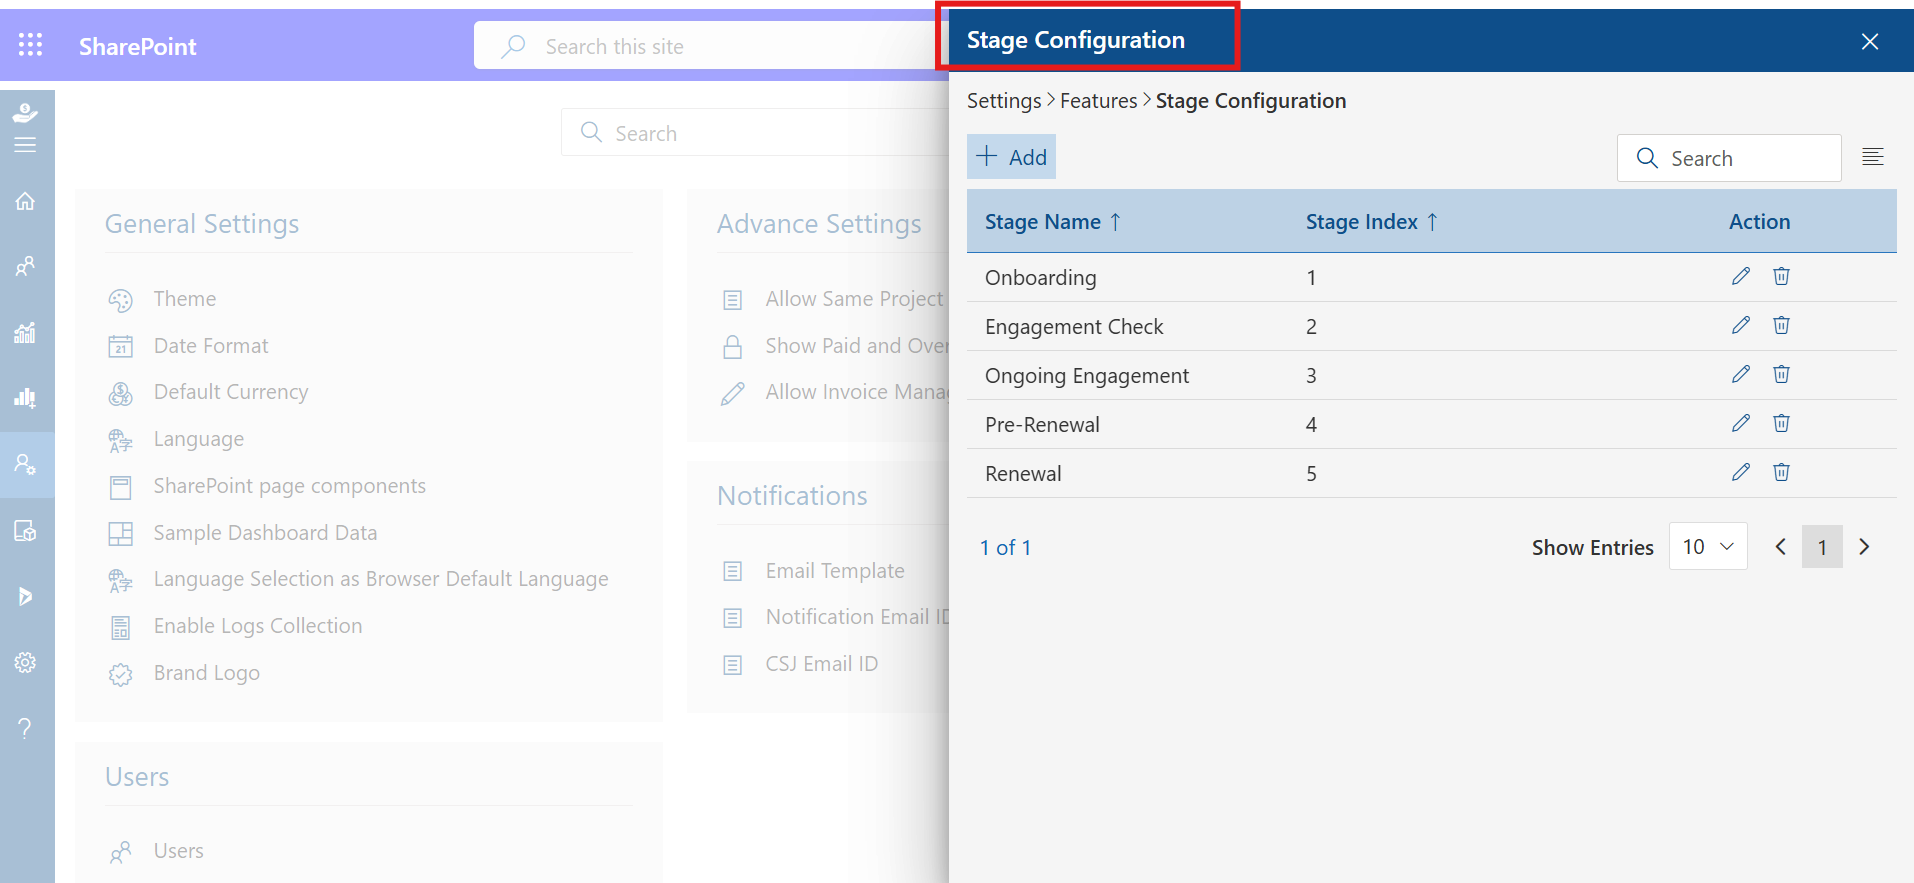 SharePoint
Search this site
Search
General Settings
Theme
Date Format
21
Default Currency
Language
SharePoint page components
Sample Dashboard Data
Language Selection as Browser Default Language
Enable Logs Collection
Brand Logo
Users
Users
Advance Settings
Allow Same Project
Show Paid and Over
Allow Invoice Manag
Notifications
Email Template
Notification Email ID
CSJ Email ID
Stage Configuration
Settings > Features > Stage Configuration
+ Add
Search
Stage Name ↑ Stage Index ↑ Action
Onboarding 1
Engagement Check 2
Ongoing Engagement 3
Pre-Renewal 4
Renewal 5
1 of 1 Show Entries 10 < 1 >